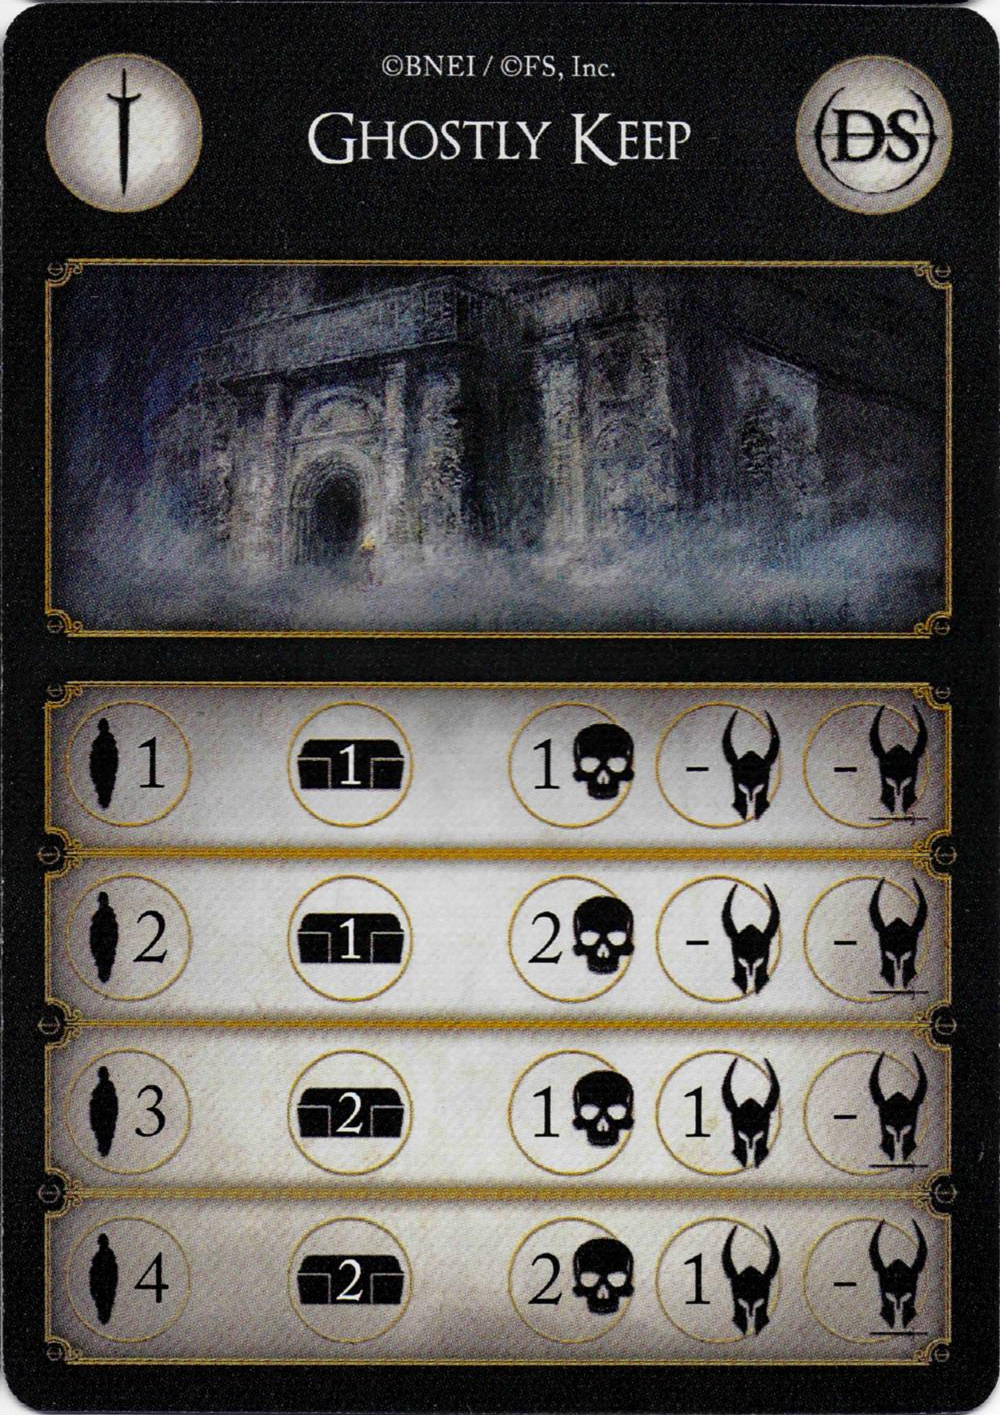 ©BNEI / ©FS, Inc.
GHOSTLY KEEP
DS
1 1 1 - -
2 1 2 - -
3 2 1 1 -
4 2 2 1 -